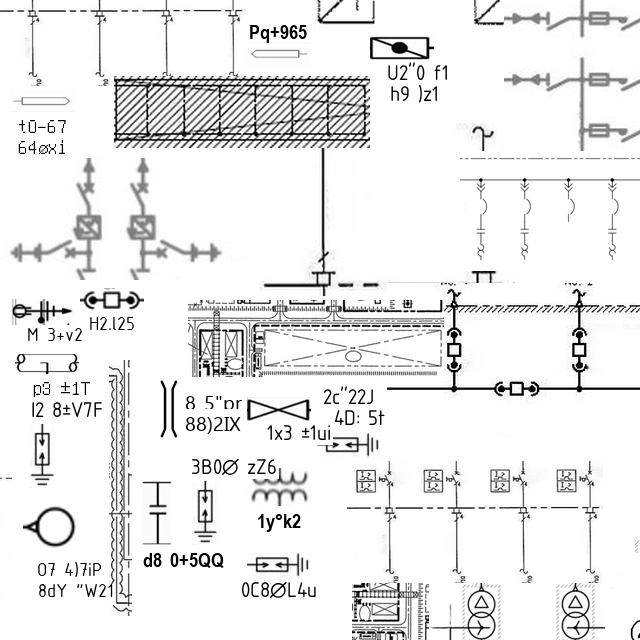 Pq+965
U2"0 f1
h9 )z1
t0-67
64øxi
M 3+v2
H2.l25
p3 ±1T
l2 8±V7F
8 5"pr
88)2IX
2c"22J
4D: 5t
1x3 ±1ui
3B0Ø zZ6
1y°k2
d8 0+5QQ
07 4)7iP
8dY "W21
0C8ØL4u